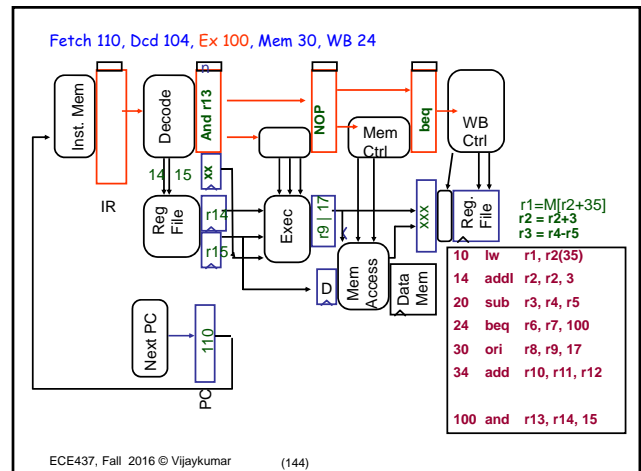 Fetch 110, Dcd 104, Ex 100, Mem 30, WB 24
Inst. Mem
Decode
And r13
NOP
Mem
Ctrl
beq
WB
Ctrl
14 15
xx
IR
Reg
File
r14
r15
Exec
r9 | 17
xxx
Reg.
File
D
Mem
Access
Data
Mem
Next PC
110
PC
r1=M[r2+35]
r2 = r2+3
r3 = r4-r5
10 lw r1, r2(35)
14 addI r2, r2, 3
20 sub r3, r4, r5
24 beq r6, r7, 100
30 ori r8, r9, 17
34 add r10, r11, r12
100 and r13, r14, 15
ECE437, Fall 2016 © Vijaykumar (144)